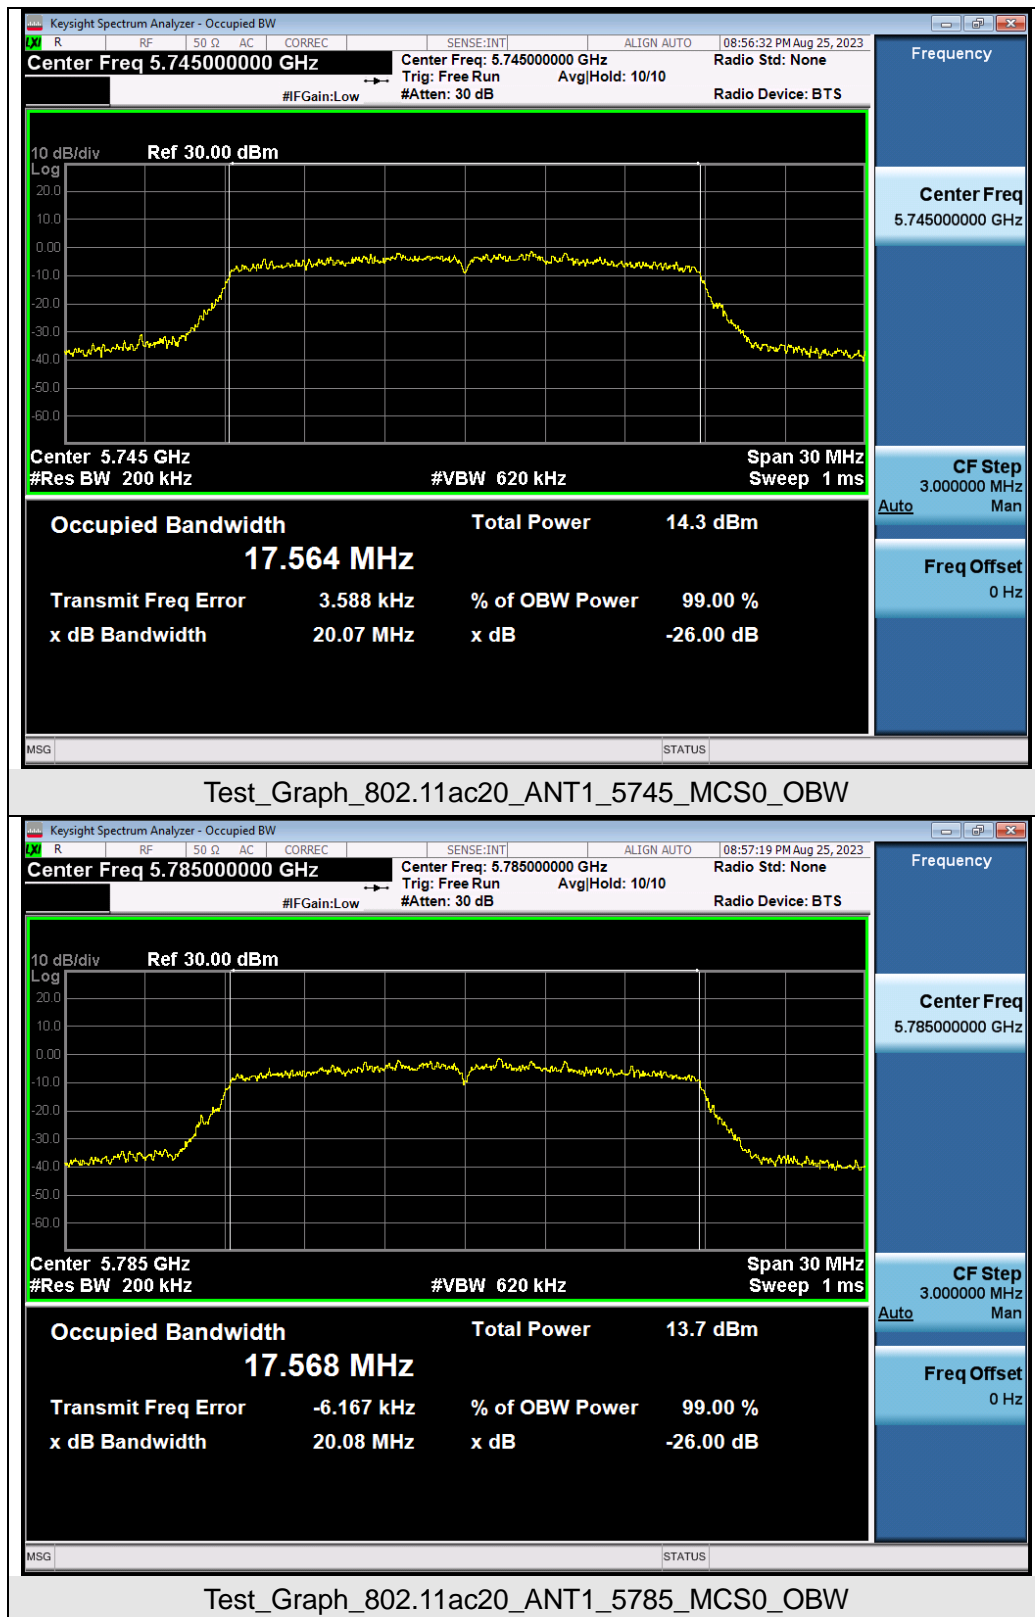 Keysight Spectrum Analyzer - Occupied BW
LXI R RF 50 Ω AC CORREC SENSE:INT ALIGN AUTO 08:56:32 PM Aug 25, 2023
Center Freq 5.745000000 GHz
Center Freq: 5.745000000 GHz
Radio Std: None
Trig: Free Run Avg|Hold: 10/10
#IFGain:Low
#Atten: 30 dB
Radio Device: BTS
Frequency
10 dB/div Ref 30.00 dBm
Log
20.0
10.0
0.00
-10.0
-20.0
-30.0
-40.0
-50.0
-60.0
Center 5.745 GHz Span 30 MHz
#Res BW 200 kHz #VBW 620 kHz Sweep 1 ms
Center Freq
5.745000000 GHz
CF Step
3.000000 MHz
Auto Man
Freq Offset
0 Hz
Occupied Bandwidth Total Power 14.3 dBm
17.564 MHz
Transmit Freq Error 3.588 kHz % of OBW Power 99.00 %
x dB Bandwidth 20.07 MHz x dB -26.00 dB
MSG STATUS
Test_Graph_802.11ac20_ANT1_5745_MCS0_OBW
Keysight Spectrum Analyzer - Occupied BW
LXI R RF 50 Ω AC CORREC SENSE:INT ALIGN AUTO 08:57:19 PM Aug 25, 2023
Center Freq 5.785000000 GHz
Center Freq: 5.785000000 GHz
Radio Std: None
Trig: Free Run Avg|Hold: 10/10
#IFGain:Low
#Atten: 30 dB
Radio Device: BTS
Frequency
10 dB/div Ref 30.00 dBm
Log
20.0
10.0
0.00
-10.0
-20.0
-30.0
-40.0
-50.0
-60.0
Center 5.785 GHz Span 30 MHz
#Res BW 200 kHz #VBW 620 kHz Sweep 1 ms
Center Freq
5.785000000 GHz
CF Step
3.000000 MHz
Auto Man
Freq Offset
0 Hz
Occupied Bandwidth Total Power 13.7 dBm
17.568 MHz
Transmit Freq Error -6.167 kHz % of OBW Power 99.00 %
x dB Bandwidth 20.08 MHz x dB -26.00 dB
MSG STATUS
Test_Graph_802.11ac20_ANT1_5785_MCS0_OBW